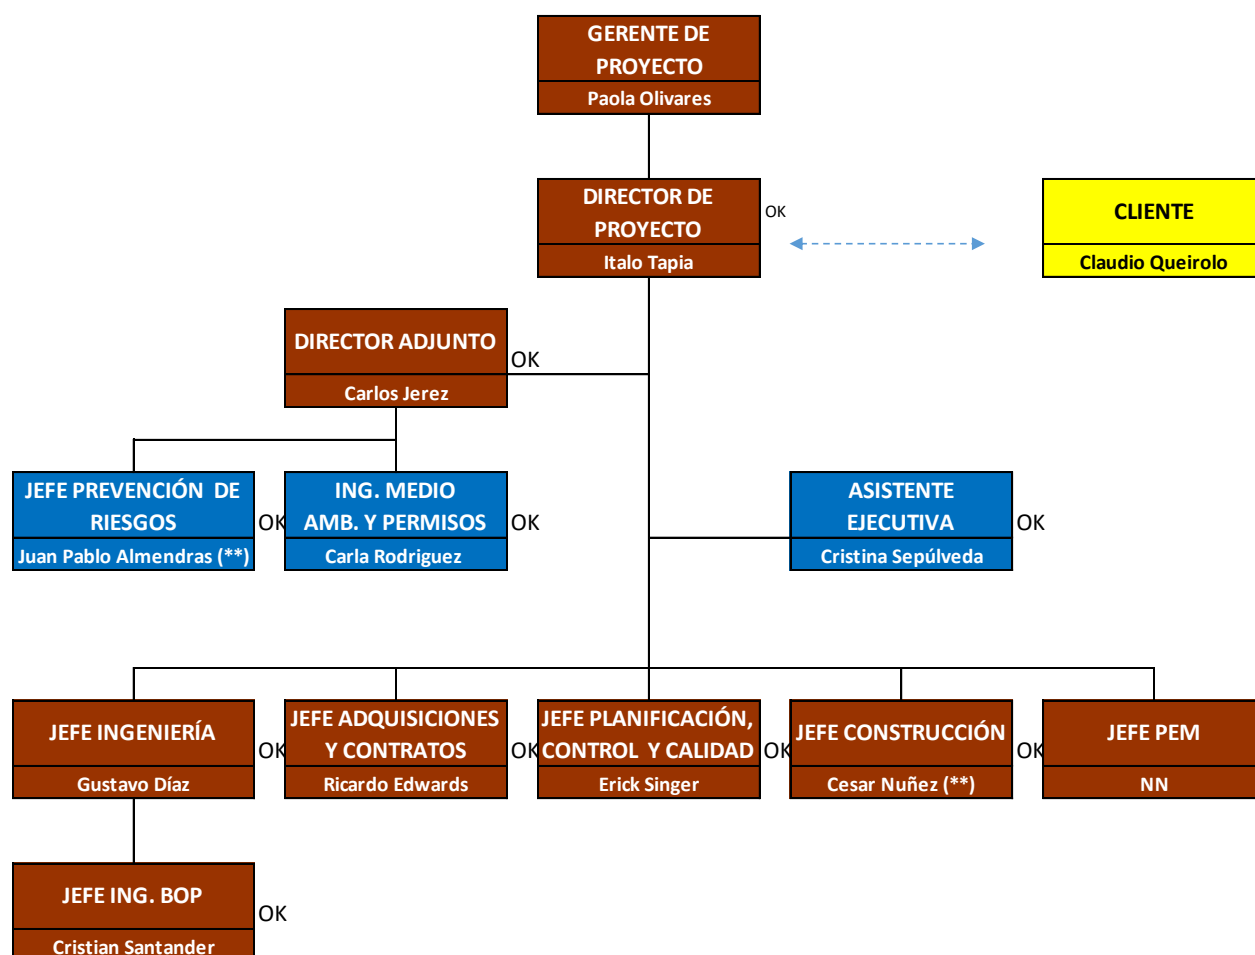 GERENTE DE
PROYECTO
Paola Olivares
DIRECTOR DE
PROYECTO
Italo Tapia
OK
CLIENTE
Claudio Queirolo
DIRECTOR ADJUNTO
Carlos Jerez
OK
JEFE PREVENCIÓN DE
RIESGOS
Juan Pablo Almendras (**)
OK
ING. MEDIO
AMB. Y PERMISOS
Carla Rodriguez
OK
ASISTENTE
EJECUTIVA
Cristina Sepúlveda
OK
JEFE INGENIERÍA
Gustavo Díaz
OK
JEFE ADQUISICIONES
Y CONTRATOS
Ricardo Edwards
OK
JEFE PLANIFICACIÓN,
CONTROL Y CALIDAD
Erick Singer
OK
JEFE CONSTRUCCIÓN
Cesar Nuñez (**)
OK
JEFE PEM
NN
JEFE ING. BOP
Cristian Santander
OK